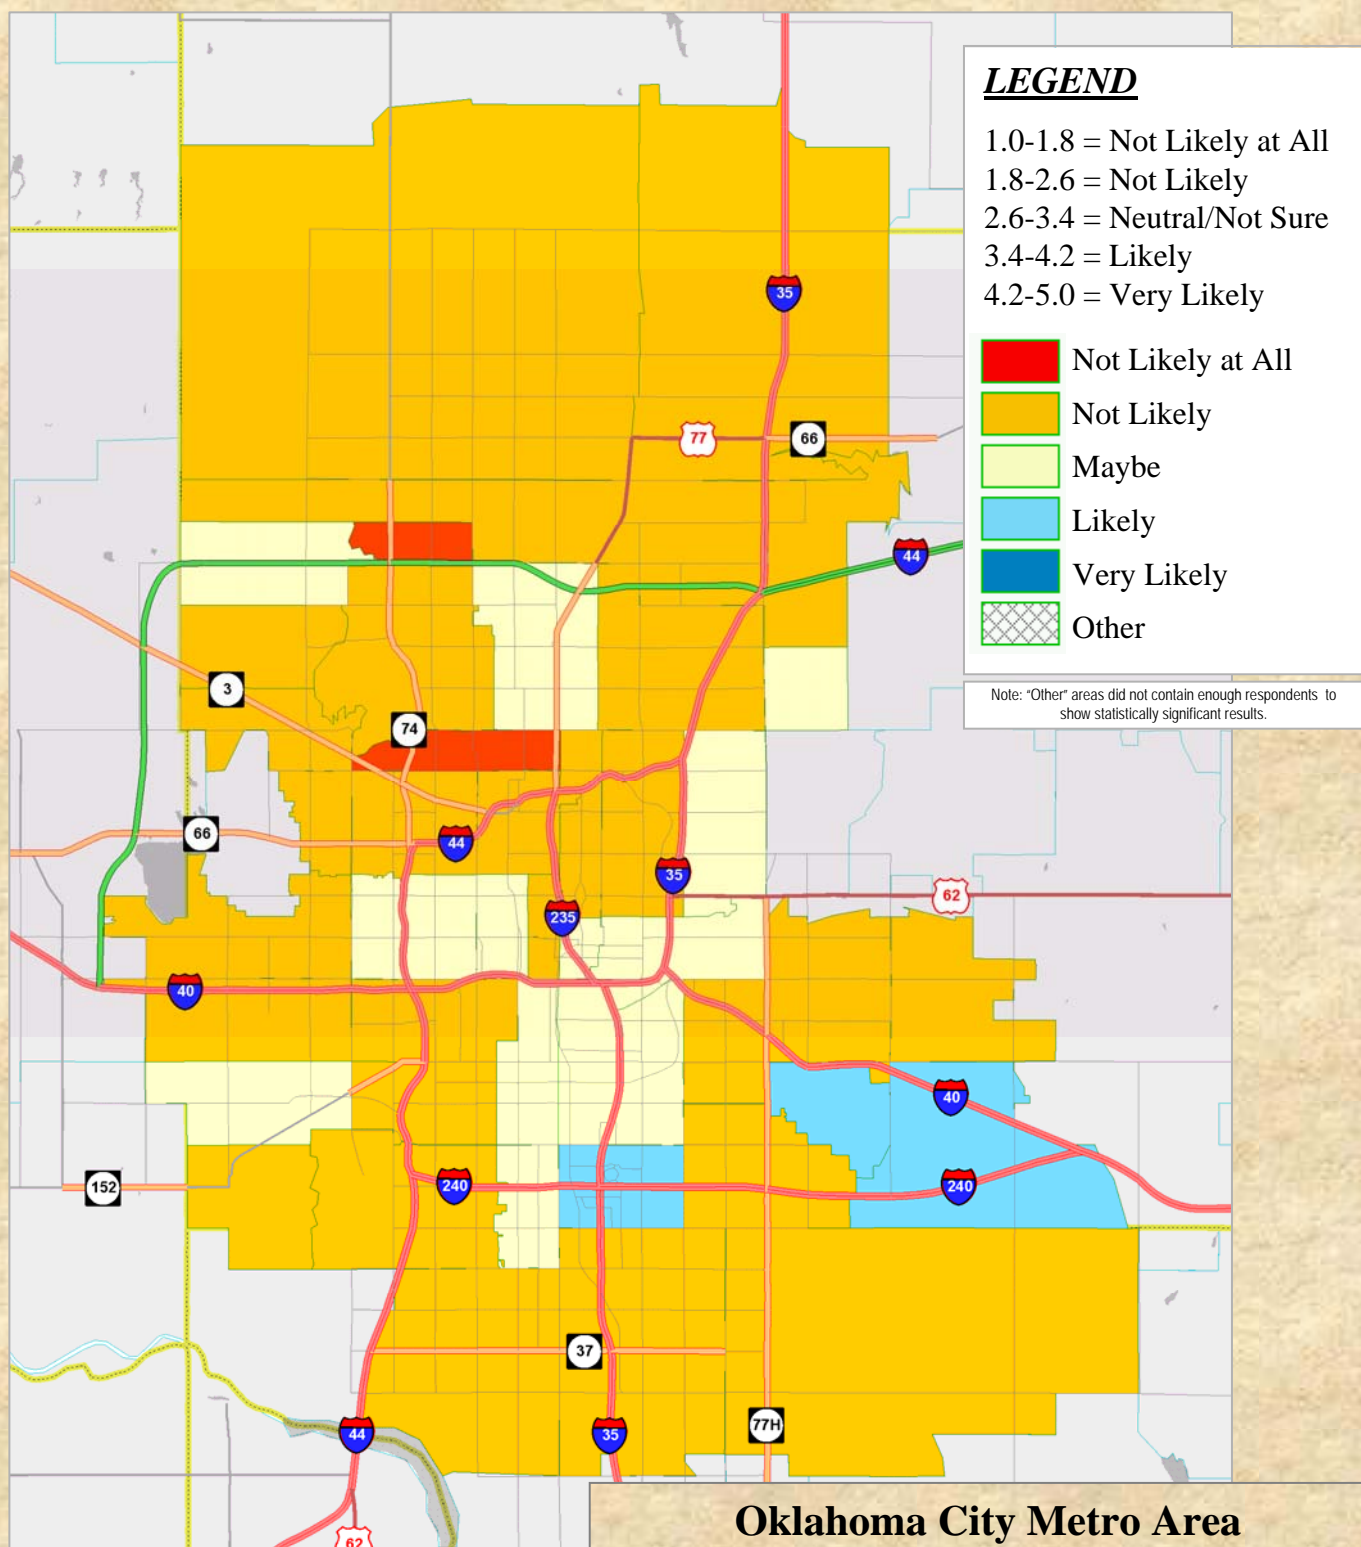 LEGEND
1.0-1.8 = Not Likely at All
1.8-2.6 = Not Likely
2.6-3.4 = Neutral/Not Sure
3.4-4.2 = Likely
4.2-5.0 = Very Likely
Not Likely at All
Not Likely
Maybe
Likely
Very Likely
Other
Note: "Other" areas did not contain enough respondents to
show statistically significant results.
35
77
66
44
3
74
66
44
35
62
235
40
40
152
240
240
37
77H
44
35
62
Oklahoma City Metro Area